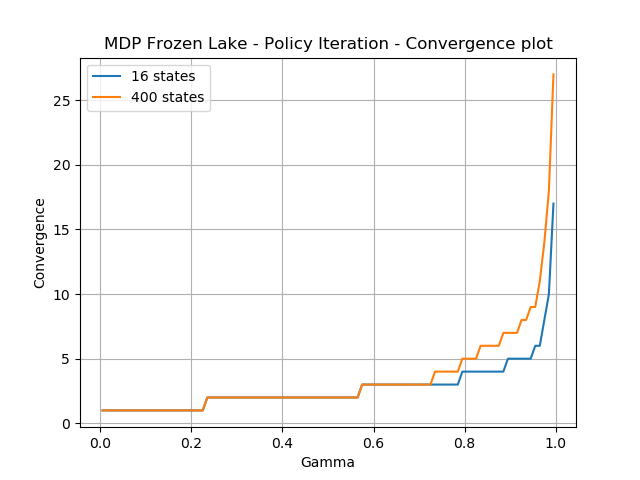 MDP Frozen Lake - Policy Iteration - Convergence plot
16 states
400 states
Convergence
25
20
15
10
5
0
0.0 0.2 0.4 0.6 0.8 1.0
Gamma